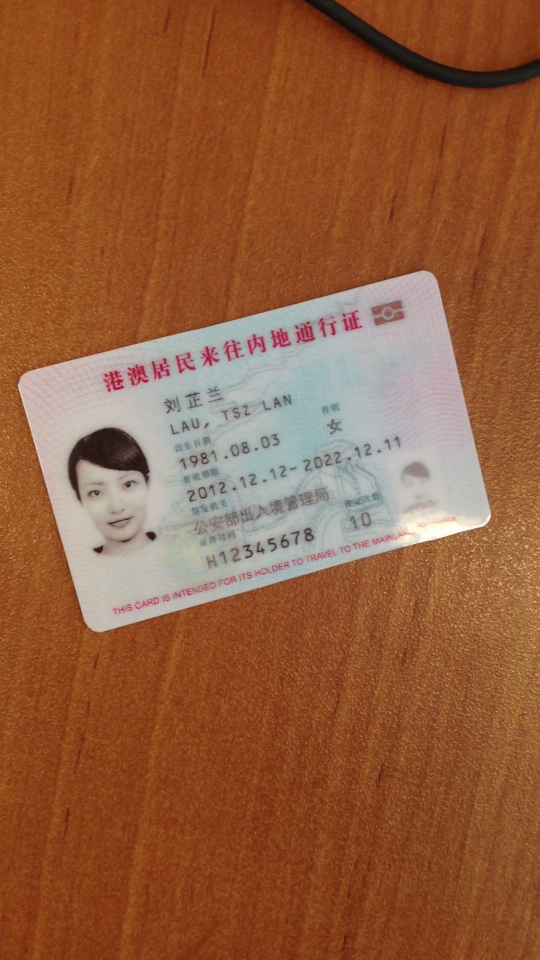 港澳居民来往内地通行证
刘芷兰
LAU, TSZ LAN
出生日期 性别
1981.08.03 女
有效期限
2012.12.12-2022.12.11
签发机关
公安部出入境管理局
证件号码 换证次数
H12345678 10
THIS CARD IS INTENDED FOR ITS HOLDER TO TRAVEL TO THE MAINLAND